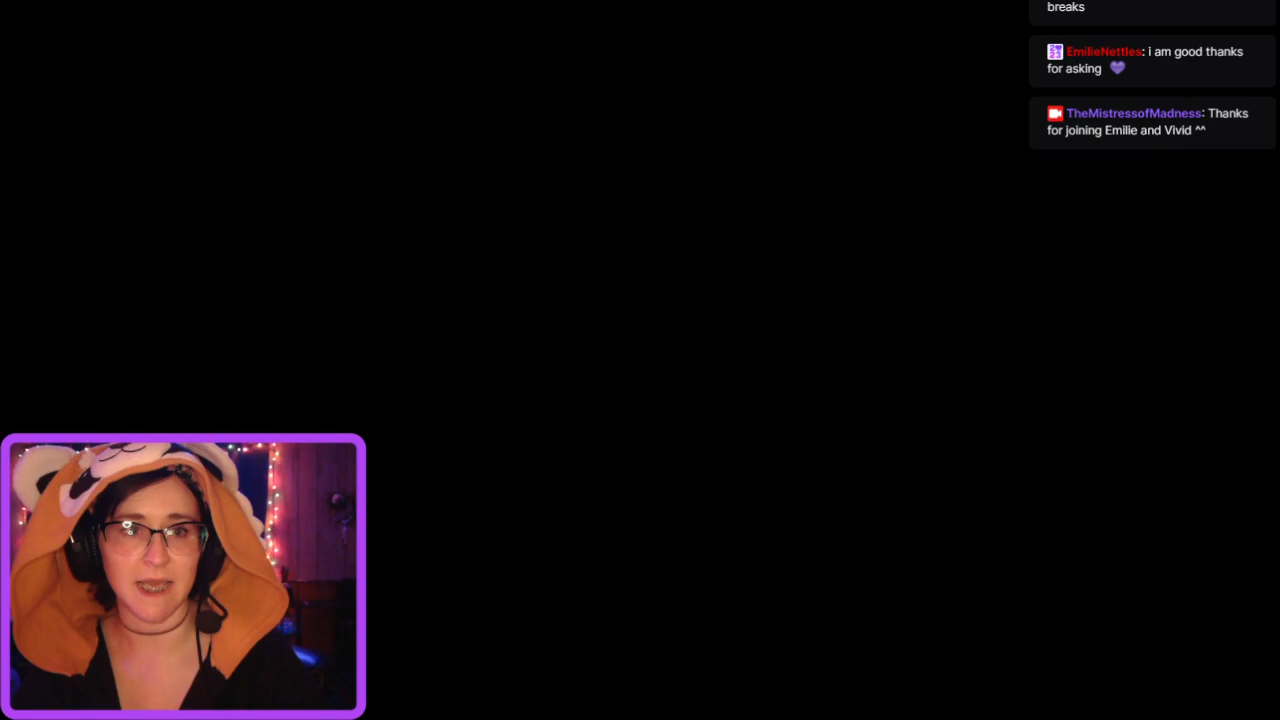 breaks
EmilieNettles: i am good thanks
for asking
TheMistressofMadness: Thanks
for joining Emilie and Vivid ^^